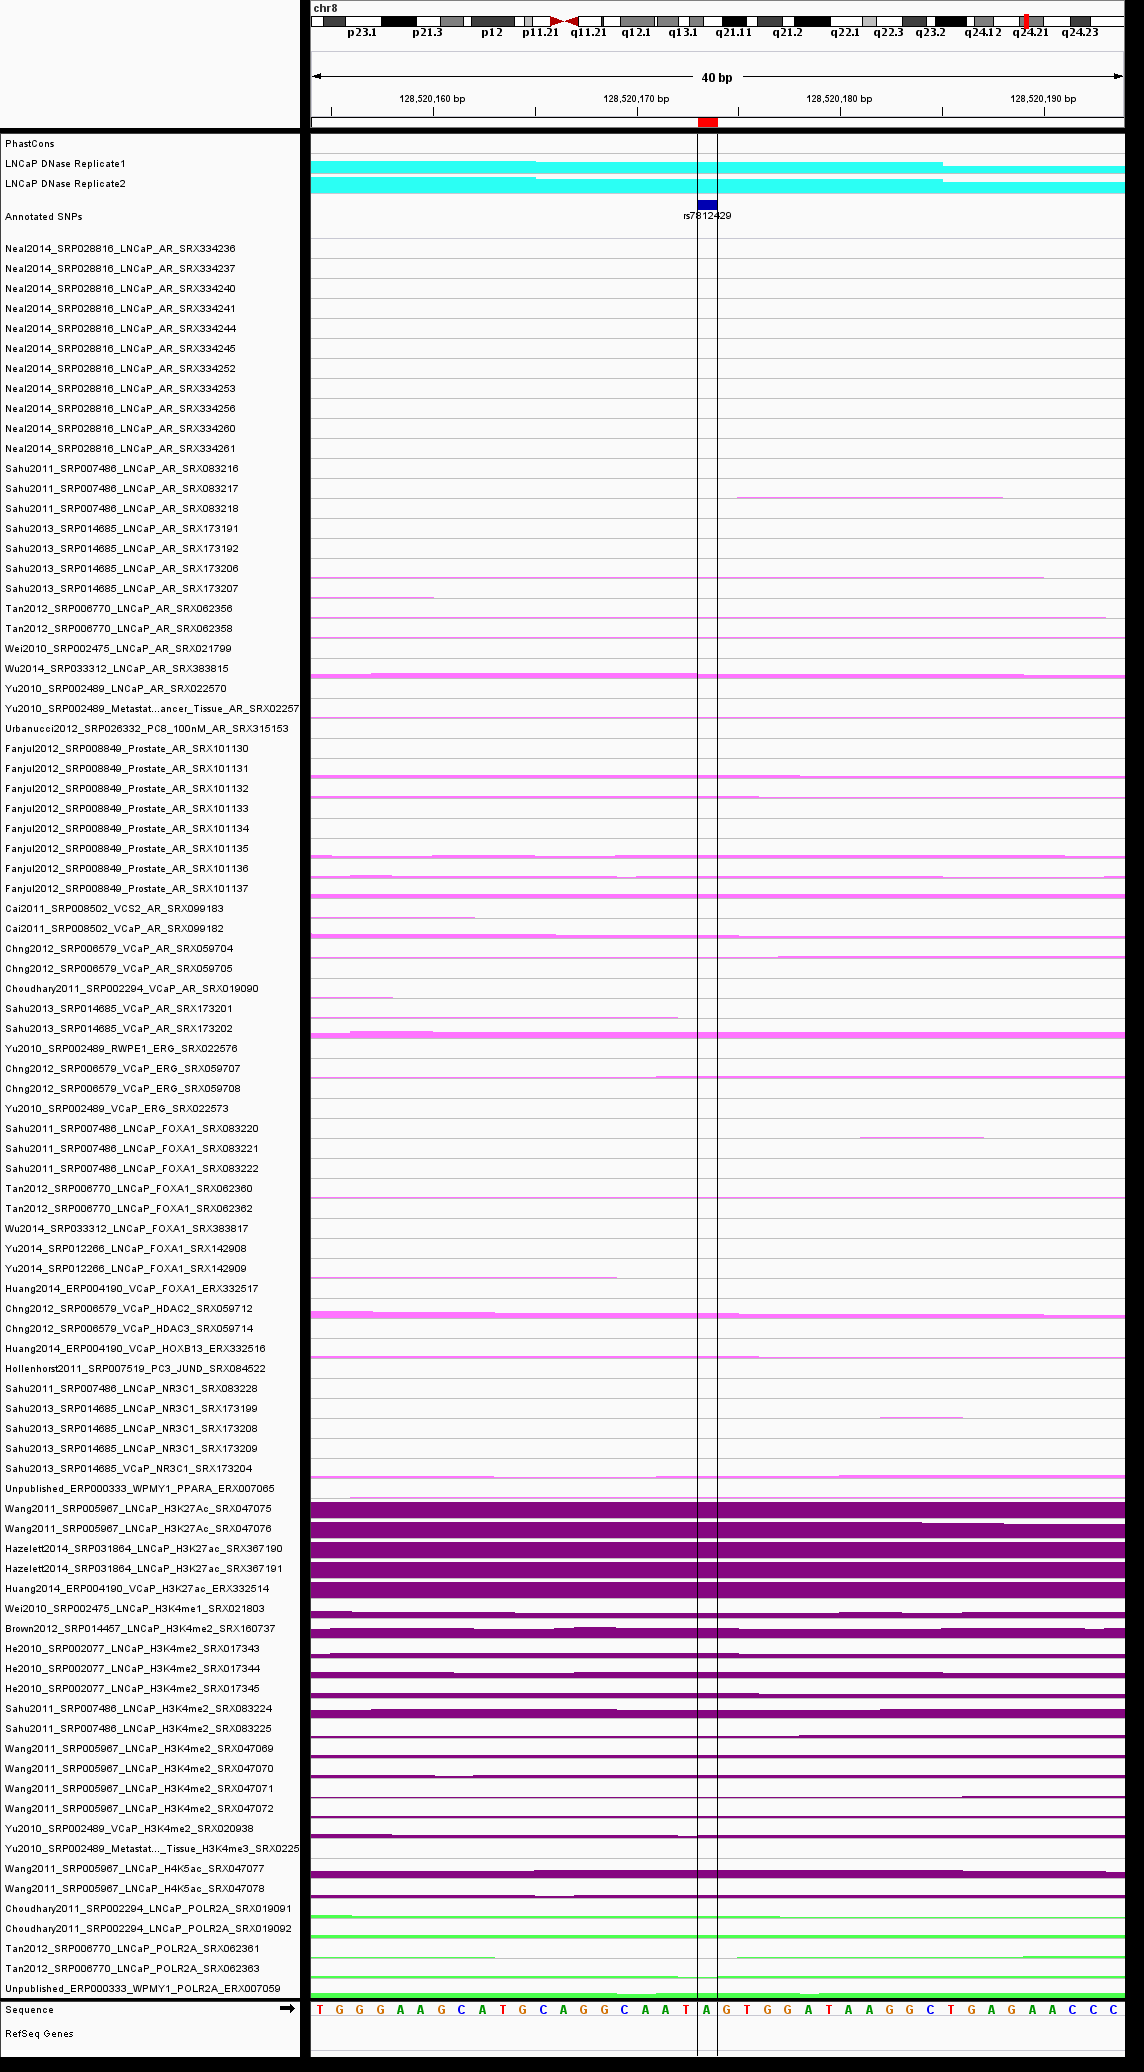 chr8
p23.1 p21.3 p12 p11.21 q11.21 q12.1 q13.1 q21.11 q21.2 q22.1 q22.3 q23.2 q24.12 q24.21 q24.23
40 bp
128,520,160 bp 128,520,170 bp 128,520,180 bp 128,520,190 bp
PhastCons
LNCaP DNase Replicate1
LNCaP DNase Replicate2
Annotated SNPs rs7812429
Neal2014_SRP028816_LNCaP_AR_SRX334236
Neal2014_SRP028816_LNCaP_AR_SRX334237
Neal2014_SRP028816_LNCaP_AR_SRX334240
Neal2014_SRP028816_LNCaP_AR_SRX334241
Neal2014_SRP028816_LNCaP_AR_SRX334244
Neal2014_SRP028816_LNCaP_AR_SRX334245
Neal2014_SRP028816_LNCaP_AR_SRX334252
Neal2014_SRP028816_LNCaP_AR_SRX334253
Neal2014_SRP028816_LNCaP_AR_SRX334256
Neal2014_SRP028816_LNCaP_AR_SRX334260
Neal2014_SRP028816_LNCaP_AR_SRX334261
Sahu2011_SRP007486_LNCaP_AR_SRX083216
Sahu2011_SRP007486_LNCaP_AR_SRX083217
Sahu2011_SRP007486_LNCaP_AR_SRX083218
Sahu2013_SRP014685_LNCaP_AR_SRX173191
Sahu2013_SRP014685_LNCaP_AR_SRX173192
Sahu2013_SRP014685_LNCaP_AR_SRX173206
Sahu2013_SRP014685_LNCaP_AR_SRX173207
Tan2012_SRP006770_LNCaP_AR_SRX062356
Tan2012_SRP006770_LNCaP_AR_SRX062358
Wei2010_SRP002475_LNCaP_AR_SRX021799
Wu2014_SRP033312_LNCaP_AR_SRX383815
Yu2010_SRP002489_LNCaP_AR_SRX022570
Yu2010_SRP002489_Metastat...ancer_Tissue_AR_SRX02257
Urbanucci2012_SRP026332_PC8_100nM_AR_SRX315153
Fanjul2012_SRP008849_Prostate_AR_SRX101130
Fanjul2012_SRP008849_Prostate_AR_SRX101131
Fanjul2012_SRP008849_Prostate_AR_SRX101132
Fanjul2012_SRP008849_Prostate_AR_SRX101133
Fanjul2012_SRP008849_Prostate_AR_SRX101134
Fanjul2012_SRP008849_Prostate_AR_SRX101135
Fanjul2012_SRP008849_Prostate_AR_SRX101136
Fanjul2012_SRP008849_Prostate_AR_SRX101137
Cai2011_SRP008502_VCS2_AR_SRX099183
Cai2011_SRP008502_VCaP_AR_SRX099182
Chng2012_SRP006579_VCaP_AR_SRX059704
Chng2012_SRP006579_VCaP_AR_SRX059705
Choudhary2011_SRP002294_VCaP_AR_SRX019090
Sahu2013_SRP014685_VCaP_AR_SRX173201
Sahu2013_SRP014685_VCaP_AR_SRX173202
Yu2010_SRP002489_RWPE1_ERG_SRX022576
Chng2012_SRP006579_VCaP_ERG_SRX059707
Chng2012_SRP006579_VCaP_ERG_SRX059708
Yu2010_SRP002489_VCaP_ERG_SRX022573
Sahu2011_SRP007486_LNCaP_FOXA1_SRX083220
Sahu2011_SRP007486_LNCaP_FOXA1_SRX083221
Sahu2011_SRP007486_LNCaP_FOXA1_SRX083222
Tan2012_SRP006770_LNCaP_FOXA1_SRX062360
Tan2012_SRP006770_LNCaP_FOXA1_SRX062362
Wu2014_SRP033312_LNCaP_FOXA1_SRX383817
Yu2014_SRP012266_LNCaP_FOXA1_SRX142908
Yu2014_SRP012266_LNCaP_FOXA1_SRX142909
Huang2014_ERP004190_VCaP_FOXA1_ERX332517
Chng2012_SRP006579_VCaP_HDAC2_SRX059712
Chng2012_SRP006579_VCaP_HDAC3_SRX059714
Huang2014_ERP004190_VCaP_HOXB13_ERX332516
Hollenhorst2011_SRP007519_PC3_JUND_SRX084522
Sahu2011_SRP007486_LNCaP_NR3C1_SRX083228
Sahu2013_SRP014685_LNCaP_NR3C1_SRX173199
Sahu2013_SRP014685_LNCaP_NR3C1_SRX173208
Sahu2013_SRP014685_LNCaP_NR3C1_SRX173209
Sahu2013_SRP014685_VCaP_NR3C1_SRX173204
Unpublished_ERP000333_WPMY1_PPARA_ERX007065
Wang2011_SRP005967_LNCaP_H3K27Ac_SRX047075
Wang2011_SRP005967_LNCaP_H3K27Ac_SRX047076
Hazelett2014_SRP031864_LNCaP_H3K27ac_SRX367190
Hazelett2014_SRP031864_LNCaP_H3K27ac_SRX367191
Huang2014_ERP004190_VCaP_H3K27ac_ERX332514
Wei2010_SRP002475_LNCaP_H3K4me1_SRX021803
Brown2012_SRP014457_LNCaP_H3K4me2_SRX160737
He2010_SRP002077_LNCaP_H3K4me2_SRX017343
He2010_SRP002077_LNCaP_H3K4me2_SRX017344
He2010_SRP002077_LNCaP_H3K4me2_SRX017345
Sahu2011_SRP007486_LNCaP_H3K4me2_SRX083224
Sahu2011_SRP007486_LNCaP_H3K4me2_SRX083225
Wang2011_SRP005967_LNCaP_H3K4me2_SRX047069
Wang2011_SRP005967_LNCaP_H3K4me2_SRX047070
Wang2011_SRP005967_LNCaP_H3K4me2_SRX047071
Wang2011_SRP005967_LNCaP_H3K4me2_SRX047072
Yu2010_SRP002489_VCaP_H3K4me2_SRX020938
Yu2010_SRP002489_Metastat..._Tissue_H3K4me3_SRX0225
Wang2011_SRP005967_LNCaP_H4K5ac_SRX047077
Wang2011_SRP005967_LNCaP_H4K5ac_SRX047078
Choudhary2011_SRP002294_LNCaP_POLR2A_SRX019091
Choudhary2011_SRP002294_LNCaP_POLR2A_SRX019092
Tan2012_SRP006770_LNCaP_POLR2A_SRX062361
Tan2012_SRP006770_LNCaP_POLR2A_SRX062363
Unpublished_ERP000333_WPMY1_POLR2A_ERX007059
Sequence T G G G A A G C A T G C A G G C A A T A G T G G A T A A G G C T G A G A A C C C
RefSeq Genes